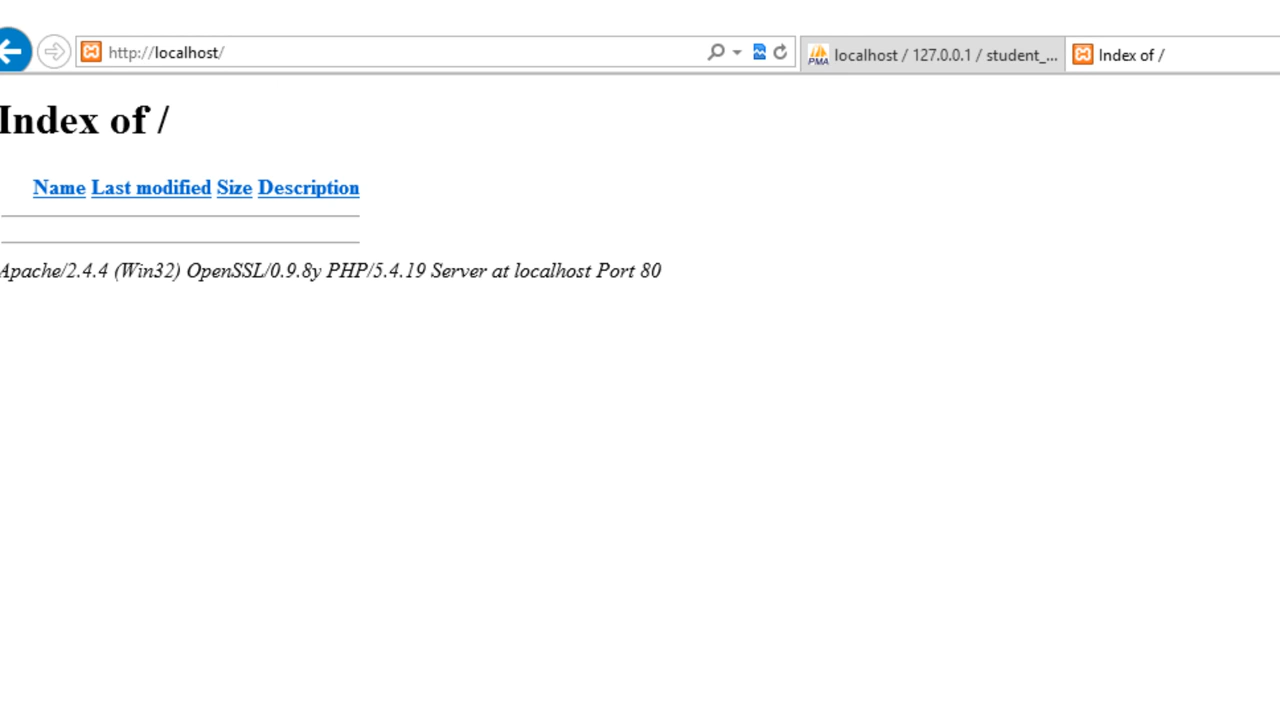 http://localhost/
PMA localhost / 127.0.0.1 / student_...
Index of /
Index of /
Name Last modified Size Description
Apache/2.4.4 (Win32) OpenSSL/0.9.8y PHP/5.4.19 Server at localhost Port 80